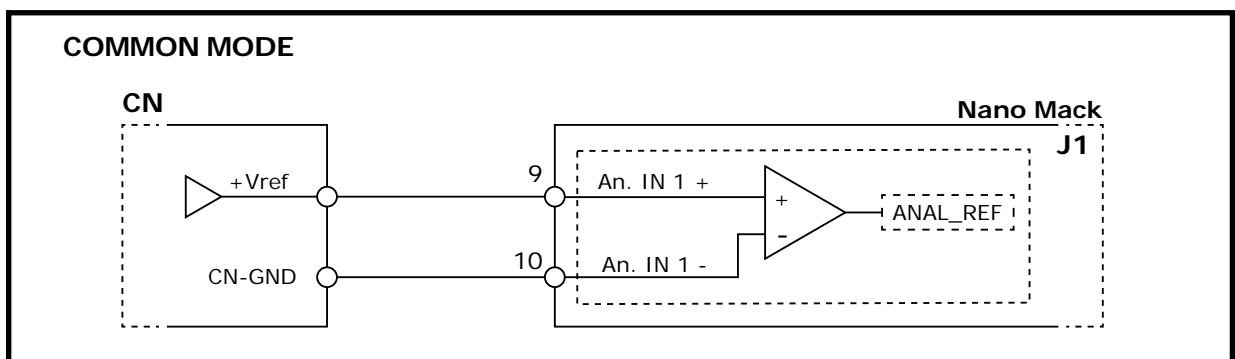 COMMON MODE
CN
Nano Mack
J1
+Vref
9
An. IN 1 +
+
-
ANAL_REF
CN-GND
10
An. IN 1 -